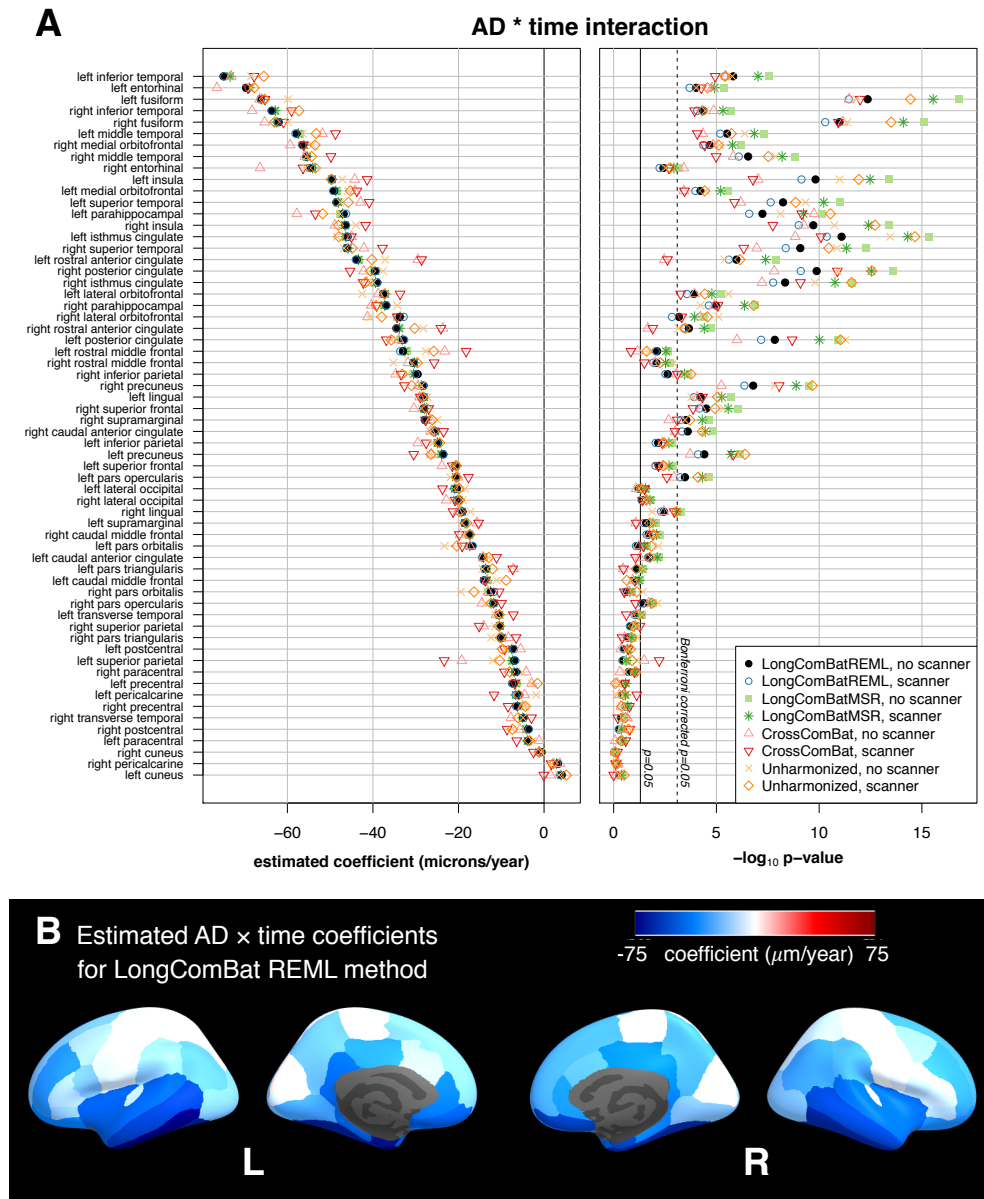 A
AD * time interaction
left inferior temporal
left entorhinal
left fusiform
right inferior temporal
right fusiform
left middle temporal
right medial orbitofrontal
right middle temporal
right entorhinal
left insula
left medial orbitofrontal
left superior temporal
left parahippocampal
right insula
left isthmus cingulate
right superior temporal
left rostral anterior cingulate
right posterior cingulate
right isthmus cingulate
left lateral orbitofrontal
right parahippocampal
right lateral orbitofrontal
right rostral anterior cingulate
left posterior cingulate
left rostral middle frontal
right rostral middle frontal
right inferior parietal
right precuneus
left lingual
right superior frontal
right supramarginal
right caudal anterior cingulate
left inferior parietal
left precuneus
left superior frontal
left pars opercularis
left lateral occipital
right lateral occipital
right lingual
left supramarginal
right caudal middle frontal
left pars orbitalis
left caudal anterior cingulate
left pars triangularis
left caudal middle frontal
right pars orbitalis
right pars opercularis
left transverse temporal
right superior parietal
right pars triangularis
left postcentral
left superior parietal
right paracentral
left precentral
left pericalcarine
right precentral
right transverse temporal
right postcentral
left paracentral
right cuneus
right pericalcarine
left cuneus
−60 −40 −20 0
estimated coefficient (microns/year)
p=0.05
Bonferroni corrected p=0.05
LongComBatREML, no scanner
LongComBatREML, scanner
LongComBatMSR, no scanner
LongComBatMSR, scanner
CrossComBat, no scanner
CrossComBat, scanner
Unharmonized, no scanner
Unharmonized, scanner
0 5 10 15
−log₁₀ p−value
B Estimated AD × time coefficients
for LongComBat REML method
-75 coefficient (μm/year) 75
L R